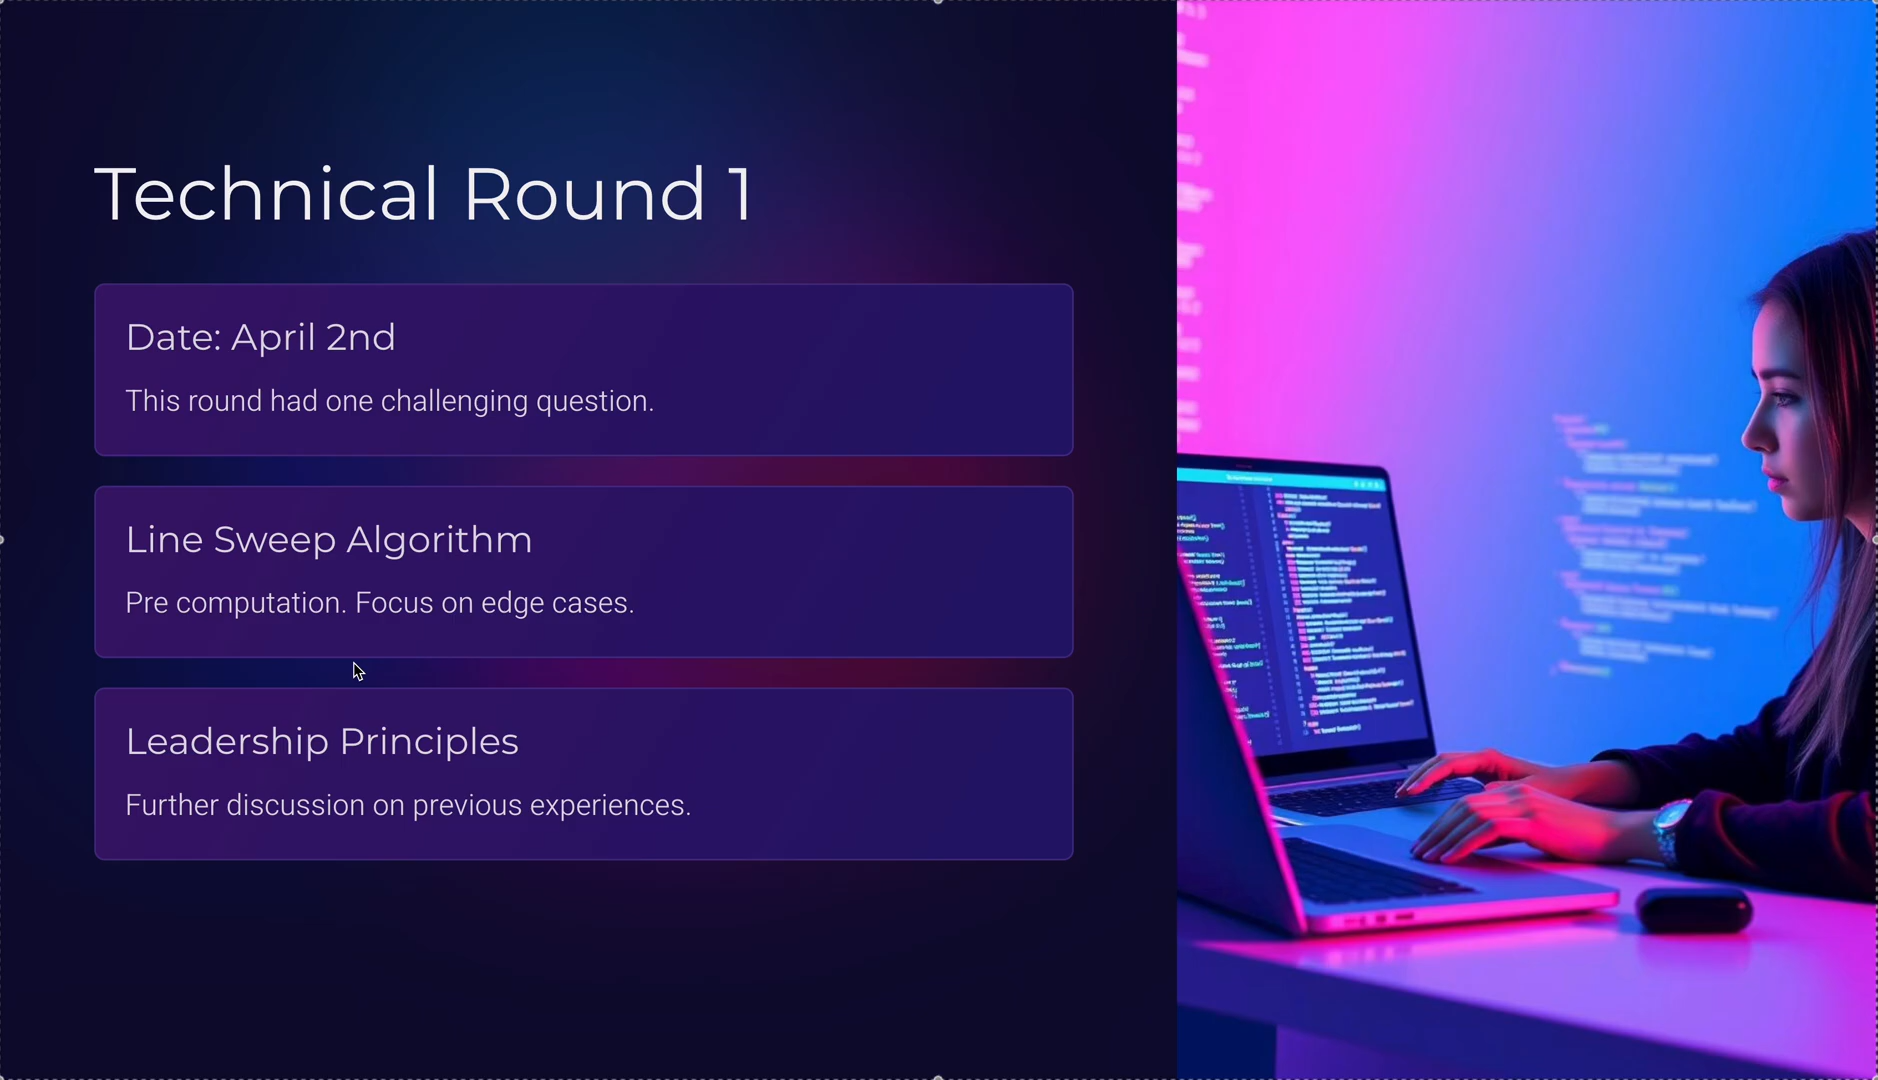 Technical Round 1
Date: April 2nd
This round had one challenging question.
Line Sweep Algorithm
Pre computation. Focus on edge cases.
Leadership Principles
Further discussion on previous experiences.